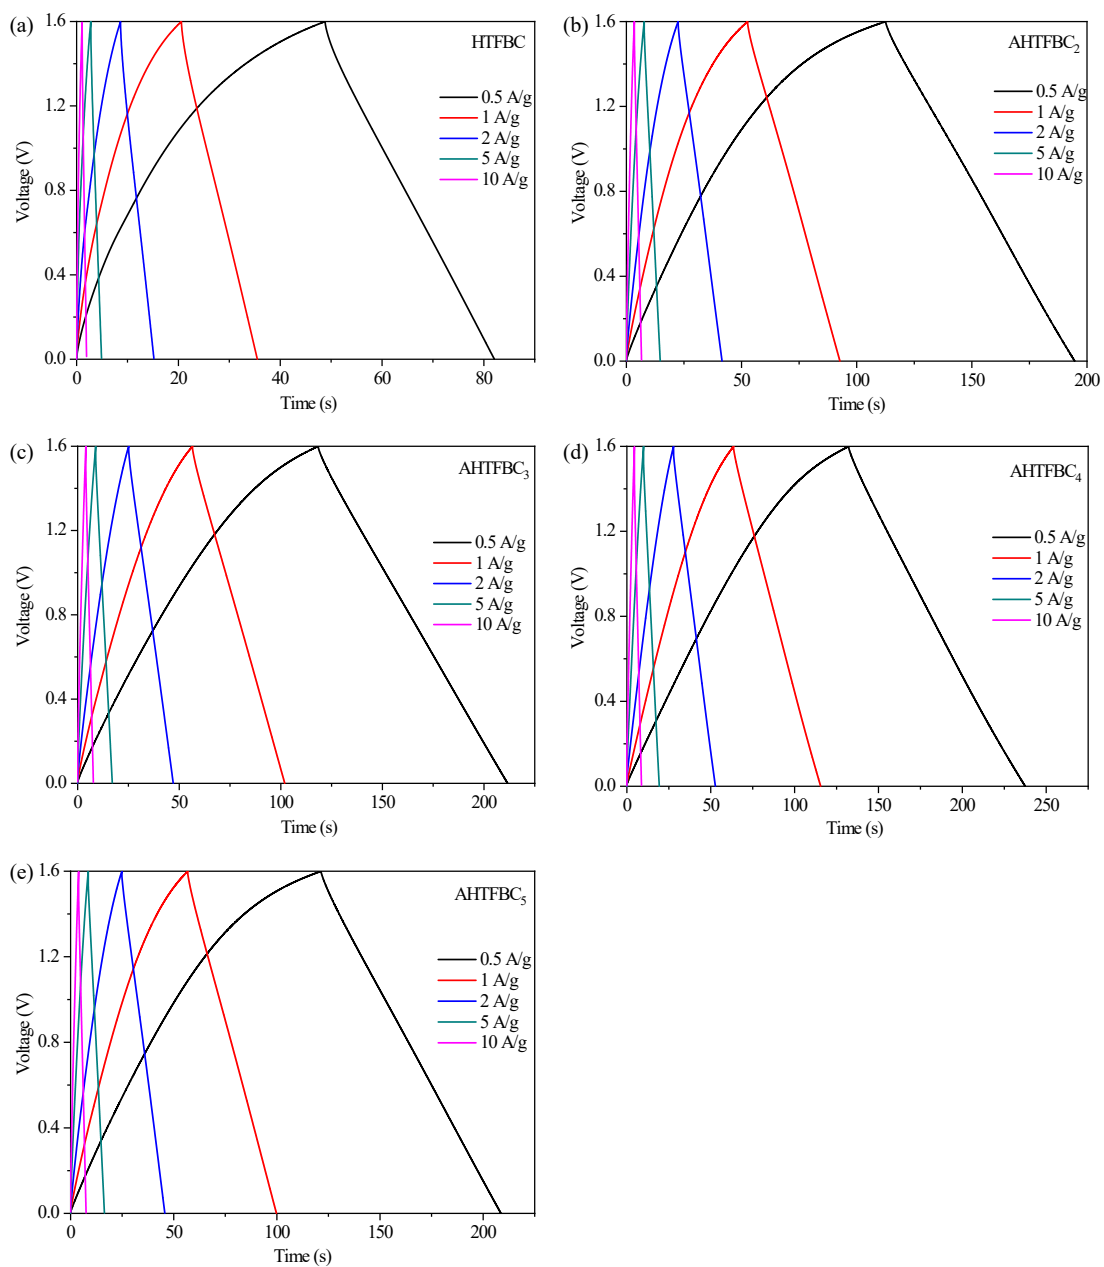 (a)
1.6
1.2
0.8
0.4
0.0
Voltage (V)
HTFBC
0.5 A/g
1 A/g
2 A/g
5 A/g
10 A/g
0 20 40 60 80
Time (s)
(b)
1.6
1.2
0.8
0.4
0.0
Voltage (V)
AHTFBC₂
0.5 A/g
1 A/g
2 A/g
5 A/g
10 A/g
0 50 100 150 200
Time (s)
(c)
1.6
1.2
0.8
0.4
0.0
Voltage (V)
AHTFBC₃
0.5 A/g
1 A/g
2 A/g
5 A/g
10 A/g
0 50 100 150 200
Time (s)
(d)
1.6
1.2
0.8
0.4
0.0
Voltage (V)
AHTFBC₄
0.5 A/g
1 A/g
2 A/g
5 A/g
10 A/g
0 50 100 150 200 250
Time (s)
(e)
1.6
1.2
0.8
0.4
0.0
Voltage (V)
AHTFBC₅
0.5 A/g
1 A/g
2 A/g
5 A/g
10 A/g
0 50 100 150 200
Time (s)